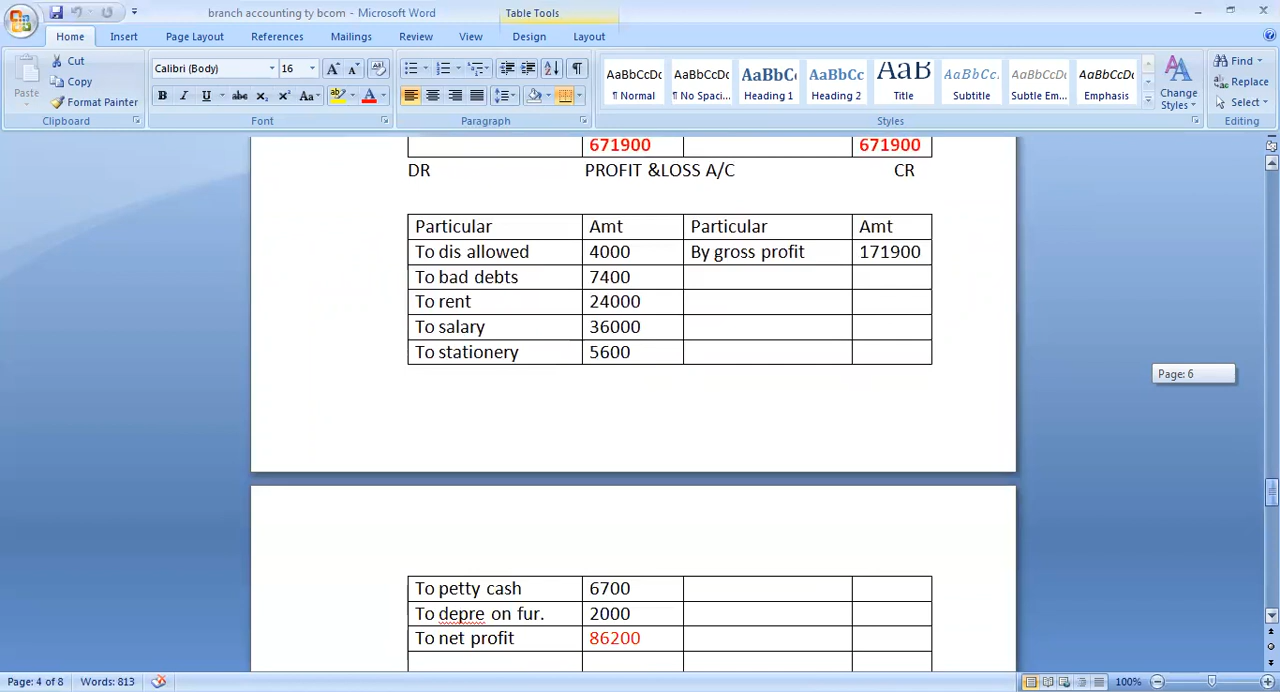 branch accounting ty bcom - Microsoft Word
Table Tools
Home Insert Page Layout References Mailings Review View Design Layout
Paste
Cut
Copy
Format Painter
Clipboard
Calibri (Body) 16
B I U abc X₂ X² Aa
Font
Paragraph
AaBbCcDc AaBbCcDc AaBbC AaBbCc AaB AaBbCc. AaBbCcDc AaBbCcDc
¶ Normal ¶ No Spaci... Heading 1 Heading 2 Title Subtitle Subtle Em... Emphasis
Change Styles
Styles
Find
Replace
Select
Editing
671900 671900
DR PROFIT &LOSS A/C CR
Particular Amt Particular Amt
To dis allowed 4000 By gross profit 171900
To bad debts 7400
To rent 24000
To salary 36000
To stationery 5600
Page: 6
To petty cash 6700
To depre on fur. 2000
To net profit 86200
Page: 4 of 8 Words: 813 100%